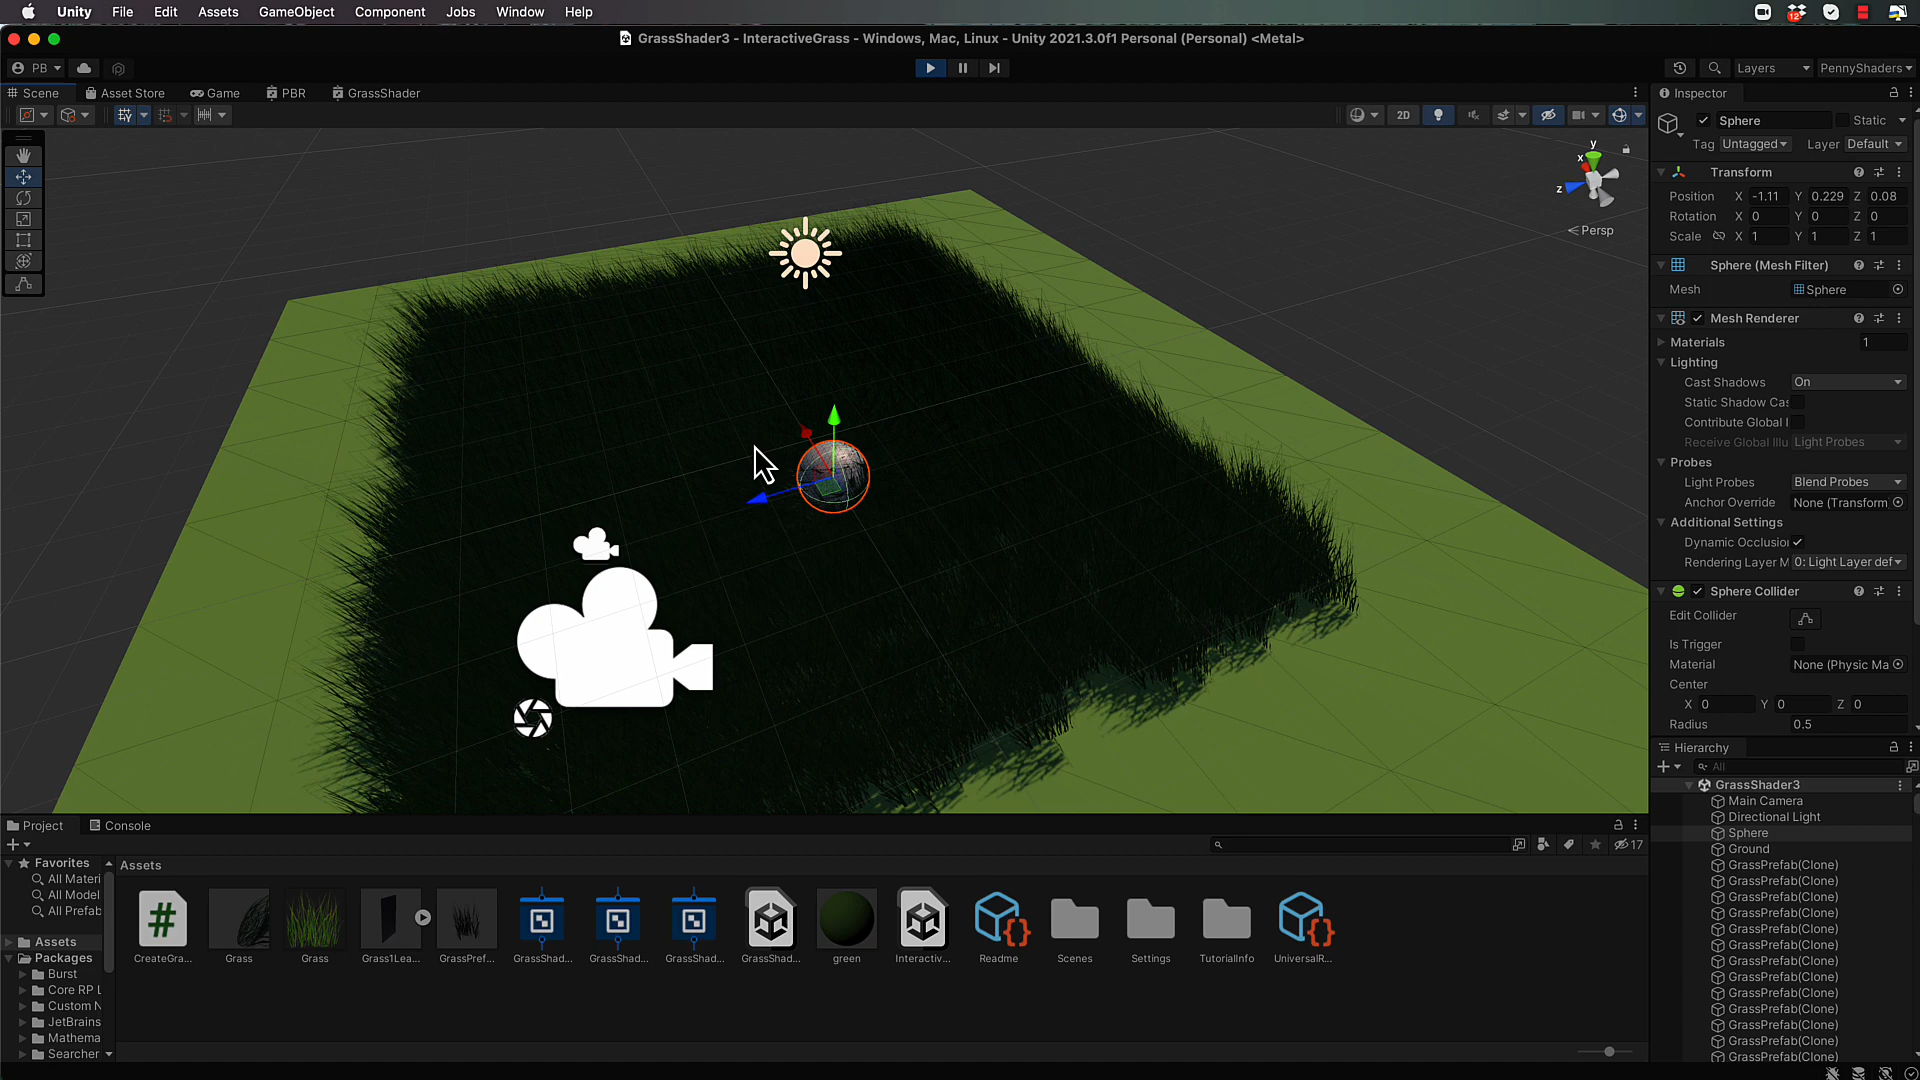 Unity File Edit Assets GameObject Component Jobs Window Help
12
GrassShader3 - InteractiveGrass - Windows, Mac, Linux - Unity 2021.3.0f1 Personal (Personal) <Metal>
PB
Layers PennyShaders
Scene Asset Store Game PBR GrassShader
2D
y
x
z
Persp
Inspector
Sphere Static
Tag Untagged Layer Default
Transform
Position X -1.11 Y 0.229 Z 0.08
Rotation X 0 Y 0 Z 0
Scale X 1 Y 1 Z 1
Sphere (Mesh Filter)
Mesh Sphere
Mesh Renderer
Materials 1
Lighting
Cast Shadows On
Static Shadow Cas
Contribute Global I
Receive Global Illu Light Probes
Probes
Light Probes Blend Probes
Anchor Override None (Transform
Additional Settings
Dynamic Occlusion
Rendering Layer M 0: Light Layer def
Sphere Collider
Edit Collider
Is Trigger
Material None (Physic Ma
Center
X 0 Y 0 Z 0
Radius 0.5
Hierarchy
All
GrassShader3
Main Camera
Directional Light
Sphere
Ground
GrassPrefab(Clone)
GrassPrefab(Clone)
GrassPrefab(Clone)
GrassPrefab(Clone)
GrassPrefab(Clone)
GrassPrefab(Clone)
GrassPrefab(Clone)
GrassPrefab(Clone)
GrassPrefab(Clone)
GrassPrefab(Clone)
GrassPrefab(Clone)
GrassPrefab(Clone)
GrassPrefab(Clone)
Project Console
17
Favorites
All Materi
All Model
All Prefab
Assets
Packages
Burst
Core RP L
Custom N
JetBrains
Mathema
Searcher
Assets
CreateGra... Grass Grass Grass1Lea... GrassPref... GrassShad... GrassShad... GrassShad... GrassShad... green Interactiv... Readme Scenes Settings TutorialInfo UniversalR...